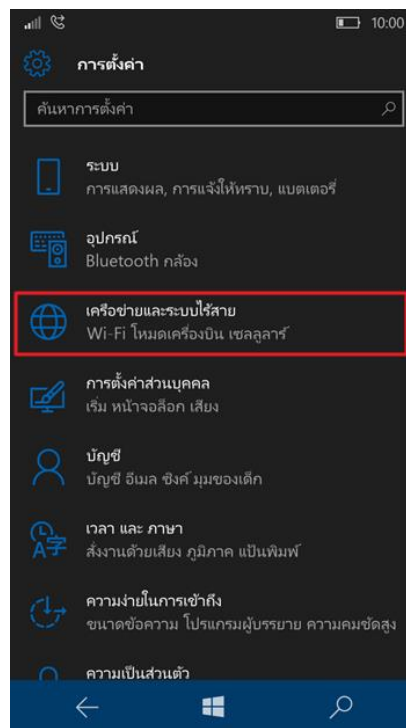 10:00
การตั้งค่า
ค้นหาการตั้งค่า
ระบบ
การแสดงผล, การแจ้งให้ทราบ, แบตเตอรี่
อุปกรณ์
Bluetooth กล้อง
เครือข่ายและระบบไร้สาย
Wi-Fi โหมดเครื่องบิน เซลลูลาร์
การตั้งค่าส่วนบุคคล
เริ่ม หน้าจอล็อก เสียง
บัญชี
บัญชี อีเมล ซิงค์ มุมของเด็ก
เวลา และ ภาษา
สั่งงานด้วยเสียง ภูมิภาค แป้นพิมพ์
ความง่ายในการเข้าถึง
ขนาดข้อความ โปรแกรมผู้บรรยาย ความคมชัดสูง
ความเป็นส่วนตัว